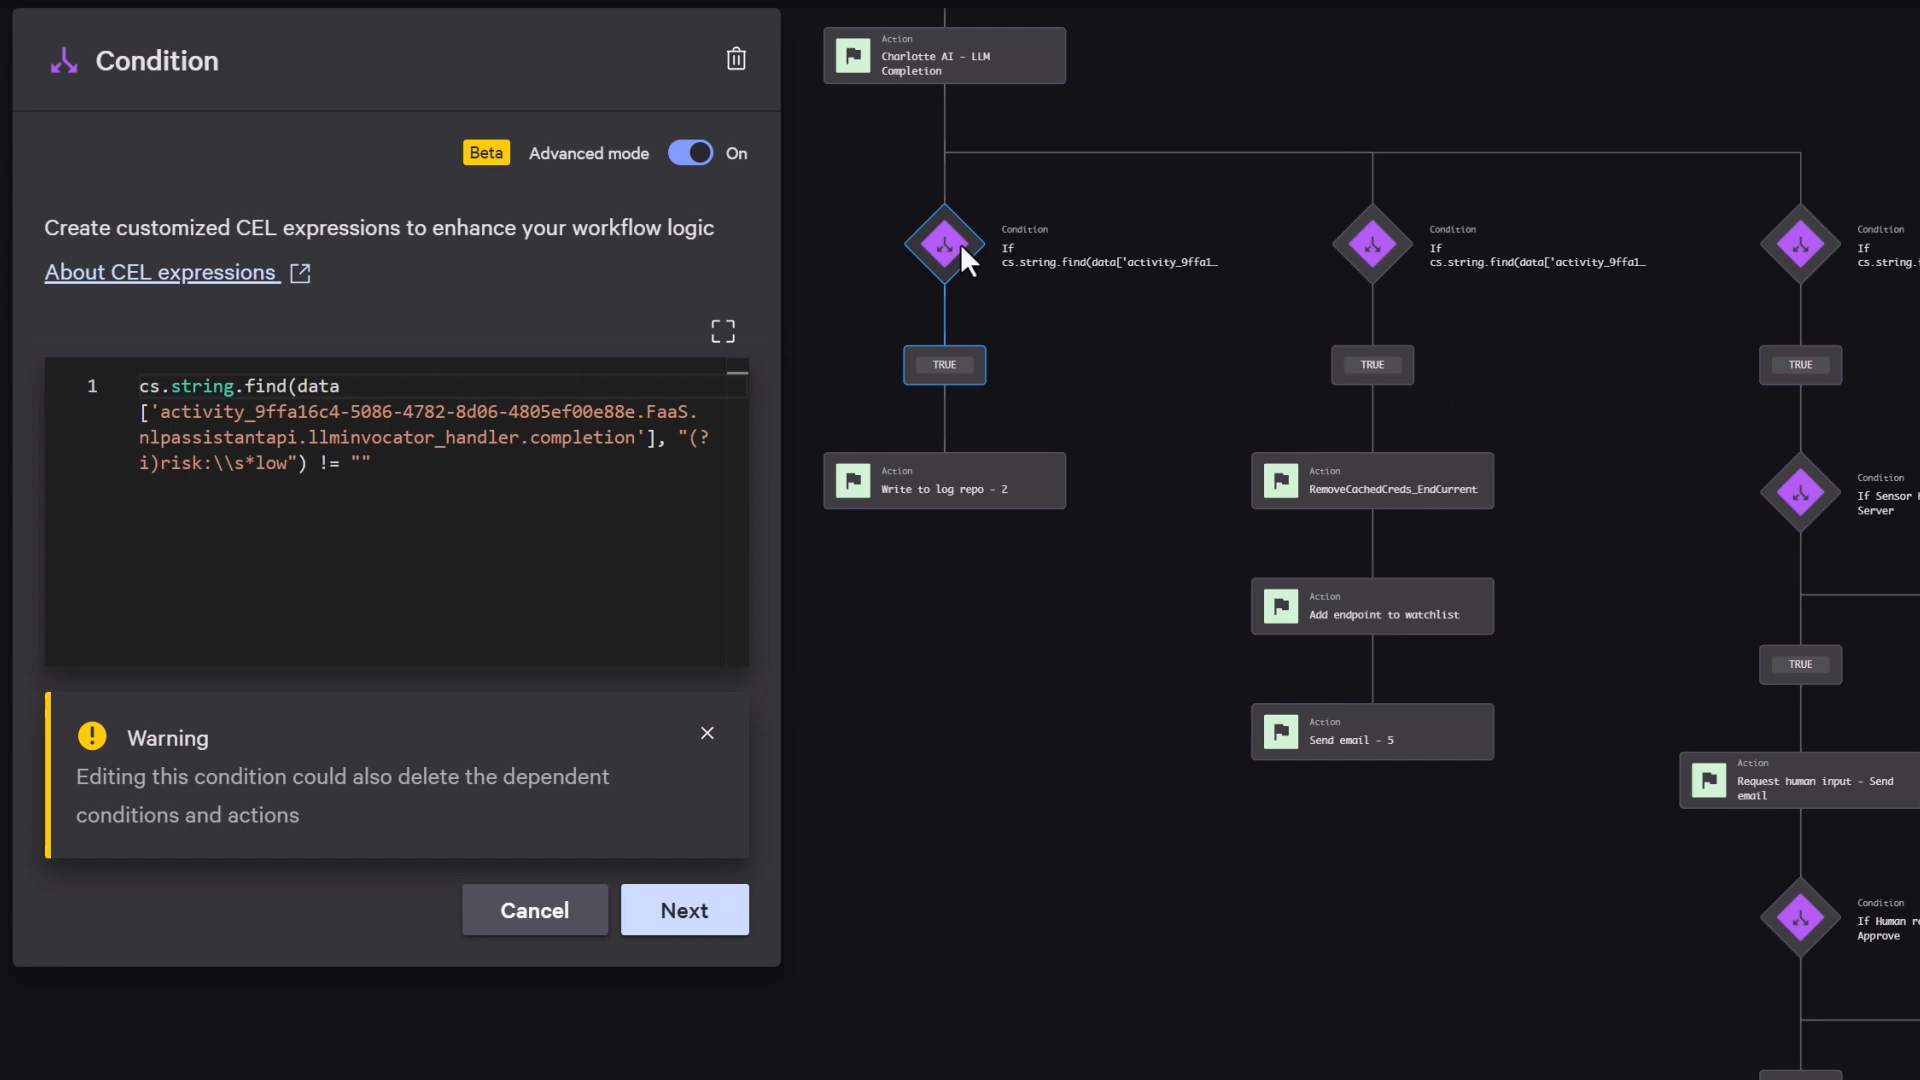 Condition
Beta Advanced mode On
Create customized CEL expressions to enhance your workflow logic
About CEL expressions
1 cs.string.find(data
['activity_9ffa16c4-5086-4782-8d06-4805ef00e88e.FaaS.
nlpassistantapi.llminvocator_handler.completion'], "(?
i)risk:\\s*low") != ""
Warning
Editing this condition could also delete the dependent
conditions and actions
Cancel Next
Action
Charlotte AI - LLM
Completion
Condition
If
cs.string.find(data['activity_9ffa1…
TRUE
Action
Write to log repo - 2
Condition
If
cs.string.find(data['activity_9ffa1…
TRUE
Action
RemoveCachedCreds_EndCurrent
Action
Add endpoint to watchlist
Action
Send email - 5
Condition
If
cs.string.
TRUE
Condition
If Sensor
Server
TRUE
Action
Request human input - Send
email
Condition
If Human
Approve